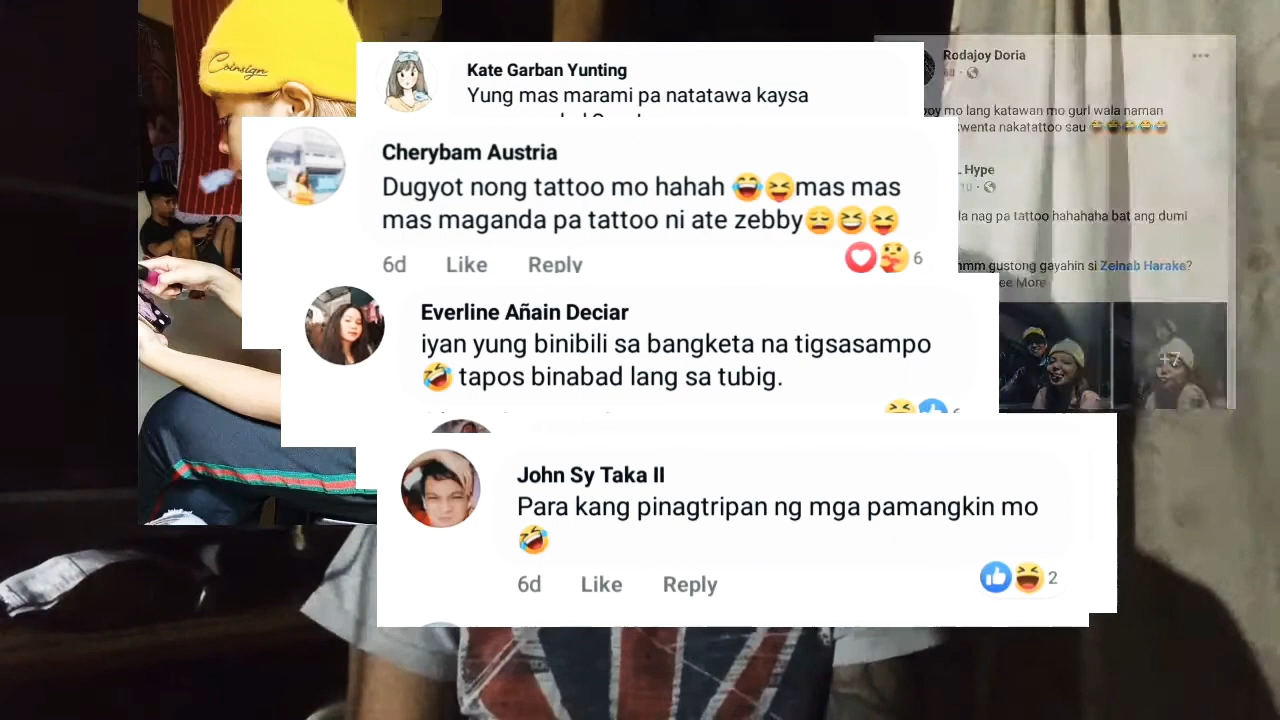 Coinsign
Kate Garban Yunting
Yung mas marami pa natatawa kaysa
Cherybam Austria
Dugyot nong tattoo mo hahah 😂😝mas mas
mas maganda pa tattoo ni ate zebby😩😆😝
6d Like Reply
6
Everline Añain Deciar
iyan yung binibili sa bangketa na tigsasampo
🤣 tapos binabad lang sa tubig.
John Sy Taka II
Para kang pinagtripan ng mga pamangkin mo
🤣
6d Like Reply
2
Rodajoy Doria
mo lang katawan mo gurl wala naman
nakatattoo sau 😂😂😂😂😂
Hype
nag pa tattoo hahahaha bat ang dumi
gustong gayahin si Zeinab Harake?
More
+7